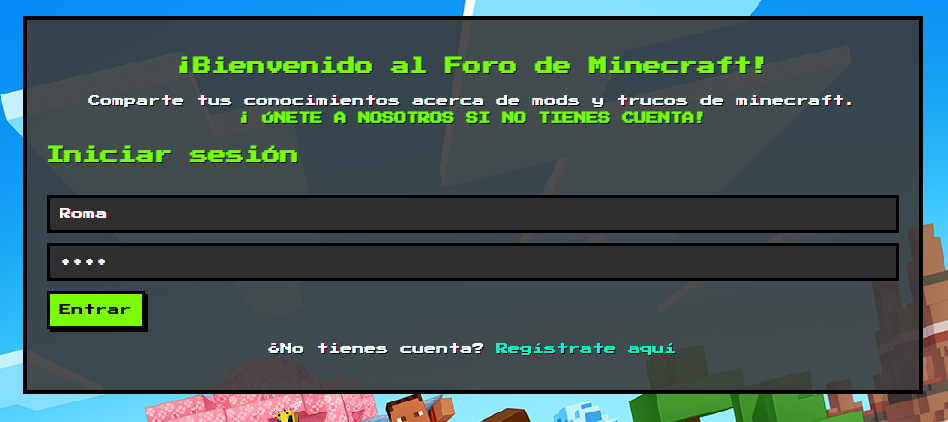 ¡Bienvenido al Foro de Minecraft!
Comparte tus conocimientos acerca de mods y trucos de minecraft.
¡ ÚNETE A NOSOTROS SI NO TIENES CUENTA!
Iniciar sesión
Roma
****
Entrar
¿No tienes cuenta? Regístrate aquí